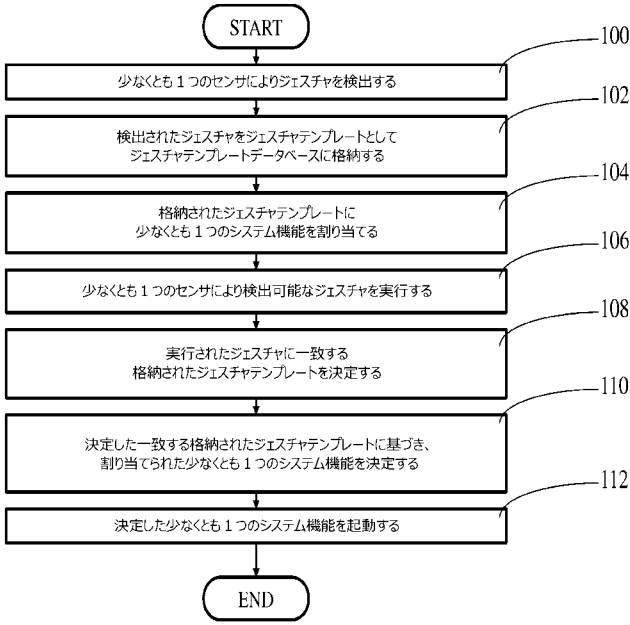 START
100
少なくとも1つのセンサによりジェスチャを検出する
102
検出されたジェスチャをジェスチャテンプレートとして
ジェスチャテンプレートデータベースに格納する
104
格納されたジェスチャテンプレートに
少なくとも1つのシステム機能を割り当てる
106
少なくとも1つのセンサにより検出可能なジェスチャを実行する
108
実行されたジェスチャに一致する
格納されたジェスチャテンプレートを決定する
110
決定した一致する格納されたジェスチャテンプレートに基づき、
割り当てられた少なくとも1つのシステム機能を決定する
112
決定した少なくとも1つのシステム機能を起動する
END